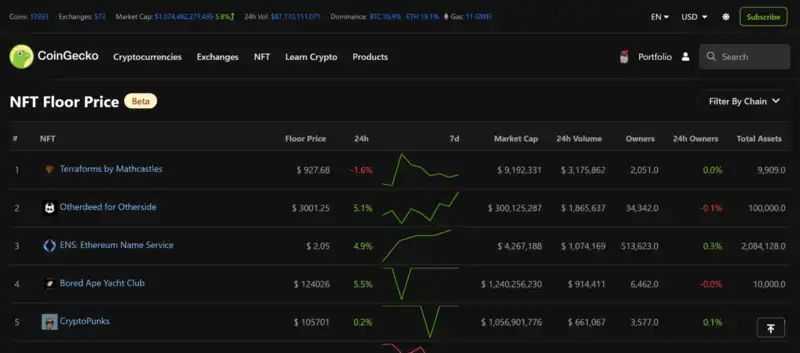 Coins: 12933 Exchanges: 573 Market Cap: $1,074,482,271,495 5.8% 24h Vol: $87,170,111,071 Dominance: BTC 36.9% ETH 19.1% Gas: 11 GWEI EN USD Subscribe
CoinGecko Cryptocurrencies Exchanges NFT Learn Crypto Products Portfolio Search
NFT Floor Price Beta Filter By Chain
# NFT Floor Price 24h 7d Market Cap 24h Volume Owners 24h Owners Total Assets
1 Terraforms by Mathcastles $ 927.68 -1.6% $ 9,192,331 $ 3,175,862 2,051.0 0.0% 9,909.0
2 Otherdeed for Otherside $ 3001.25 5.1% $ 300,125,287 $ 1,865,637 34,342.0 -0.1% 100,000.0
3 ENS: Ethereum Name Service $ 2.05 4.9% $ 4,267,188 $ 1,074,169 513,623.0 0.3% 2,084,128.0
4 Bored Ape Yacht Club $ 124026 5.5% $ 1,240,256,230 $ 914,411 6,462.0 -0.0% 10,000.0
5 CryptoPunks $ 105701 0.2% $ 1,056,901,776 $ 661,067 3,577.0 0.1%